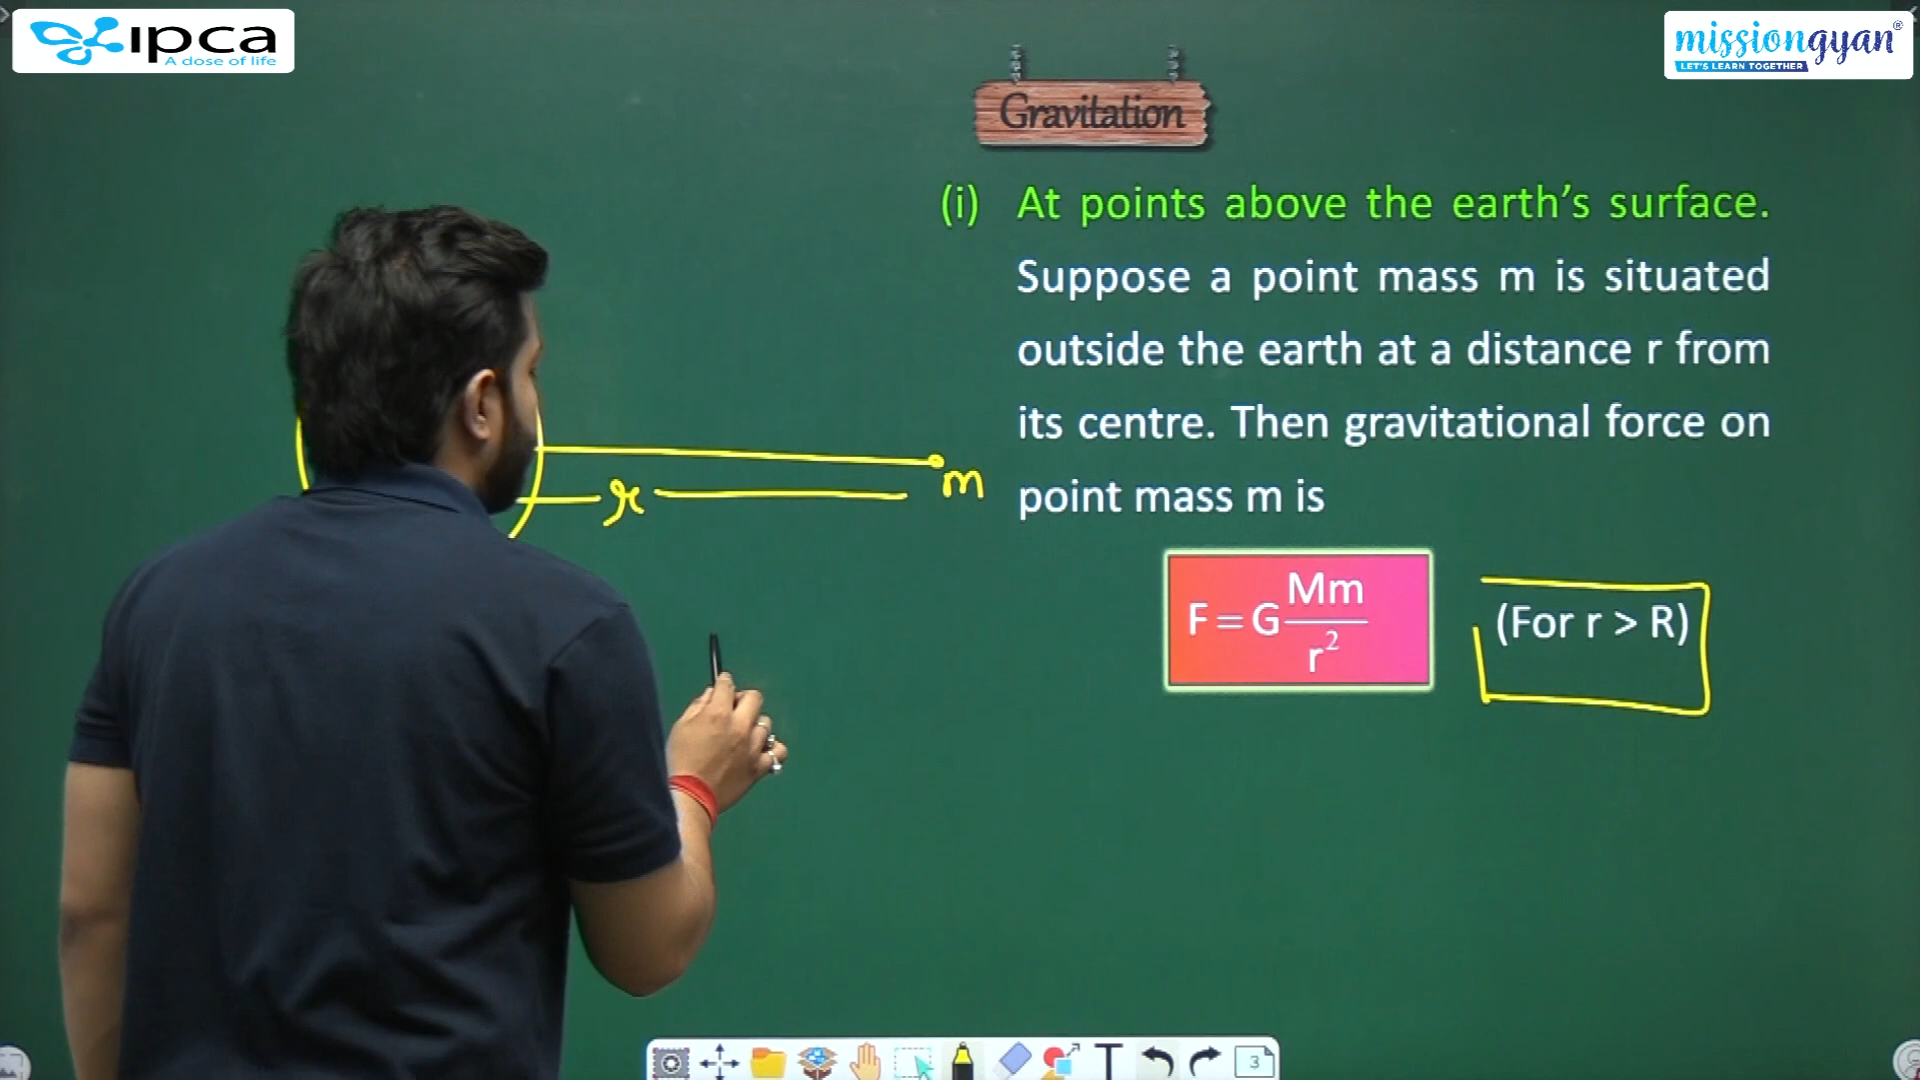 ipca
A dose of life
missiongyan®
LET'S LEARN TOGETHER
Gravitation
(i) At points above the earth's surface.
Suppose a point mass m is situated
outside the earth at a distance r from
its centre. Then gravitational force on
point mass m is
F = G Mm / r²
(For r > R)
m
r
T
3